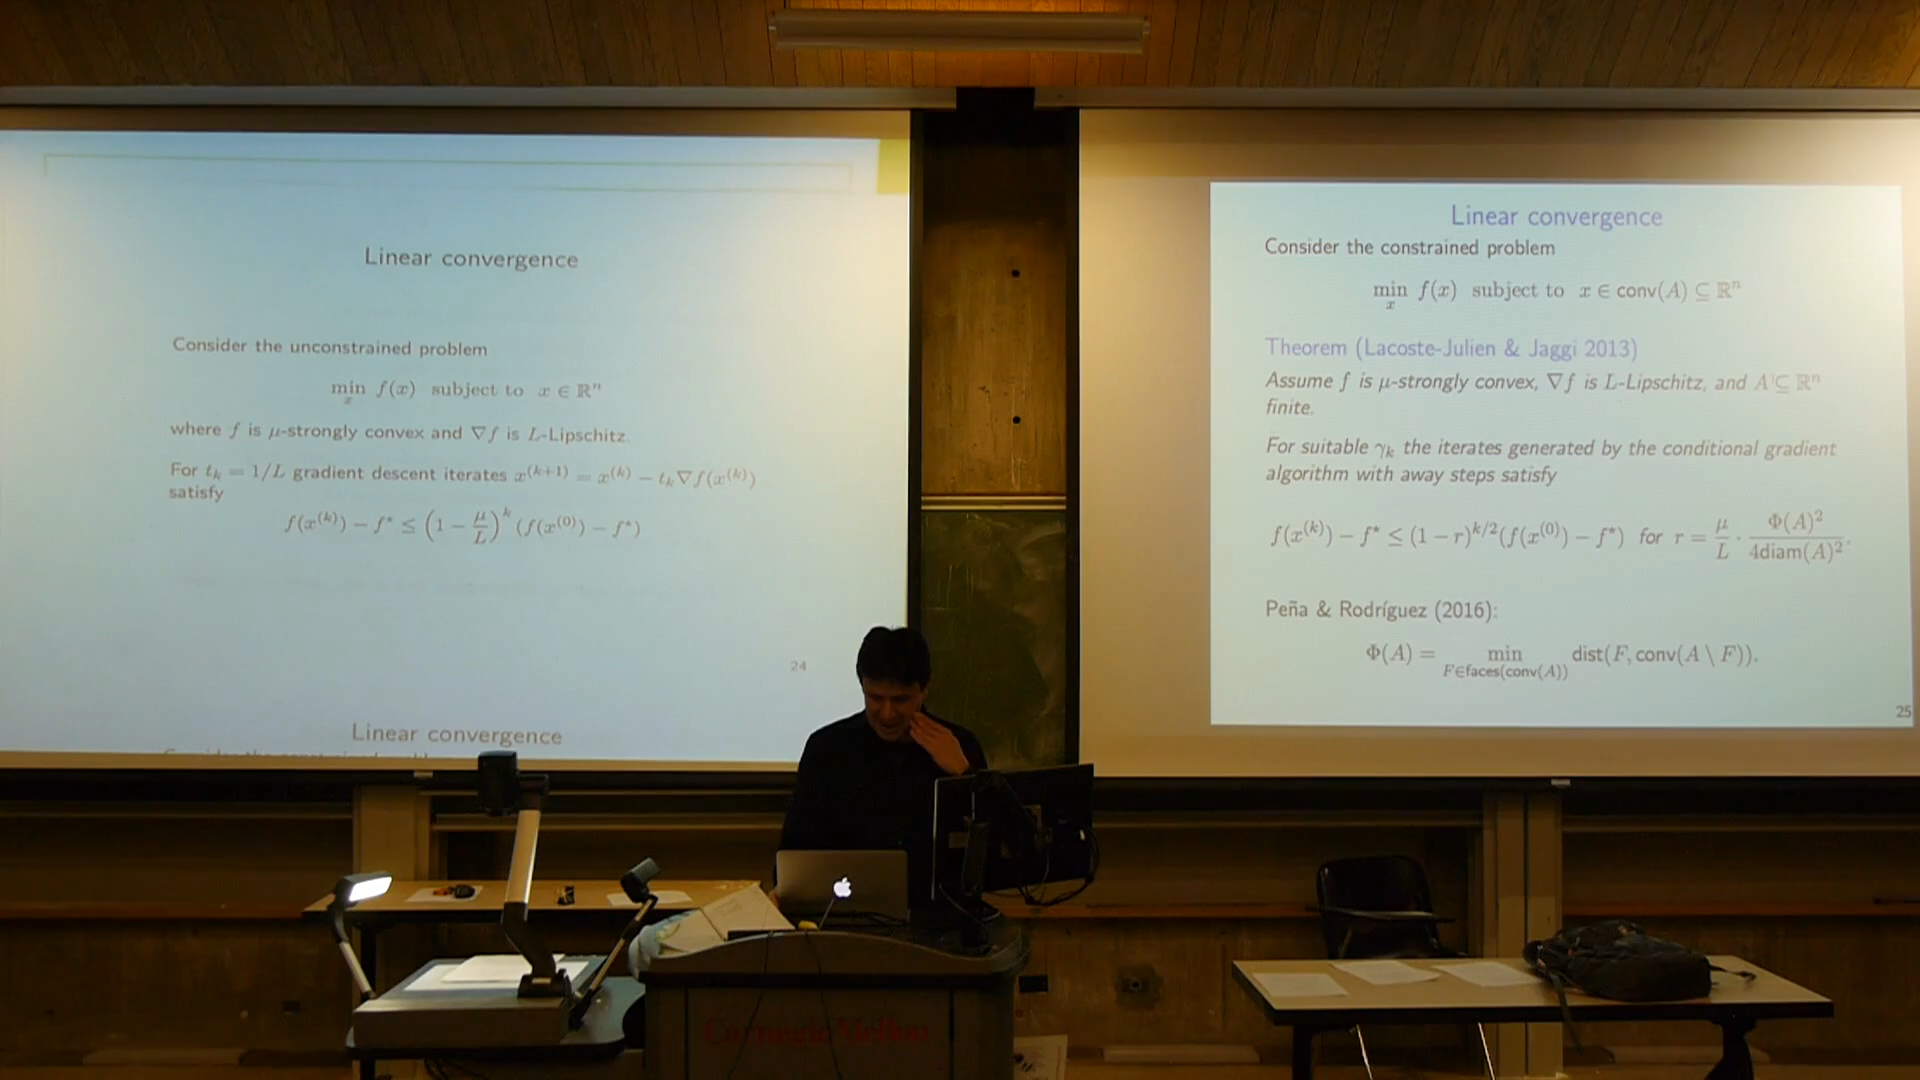 Linear convergence
Consider the unconstrained problem
min f(x) subject to x ∈ ℝⁿ
x
where f is μ-strongly convex and ∇f is L-Lipschitz.
For tₖ = 1/L gradient descent iterates x⁽ᵏ⁺¹⁾ = x⁽ᵏ⁾ − tₖ∇f(x⁽ᵏ⁾)
satisfy
f(x⁽ᵏ⁾) − f* ≤ (1 − μ/L)ᵏ (f(x⁽⁰⁾) − f*)
24
Linear convergence
Linear convergence
Consider the constrained problem
min f(x) subject to x ∈ conv(A) ⊆ ℝⁿ
x
Theorem (Lacoste-Julien & Jaggi 2013)
Assume f is μ-strongly convex, ∇f is L-Lipschitz, and A ⊆ ℝⁿ
finite.
For suitable γₖ the iterates generated by the conditional gradient
algorithm with away steps satisfy
f(x⁽ᵏ⁾) − f* ≤ (1 − r)^{k/2}(f(x⁽⁰⁾) − f*) for r = μ/L · Φ(A)²/4diam(A)².
Peña & Rodríguez (2016):
Φ(A) = min dist(F, conv(A \ F)).
F∈faces(conv(A))
25
Carnegie Mellon